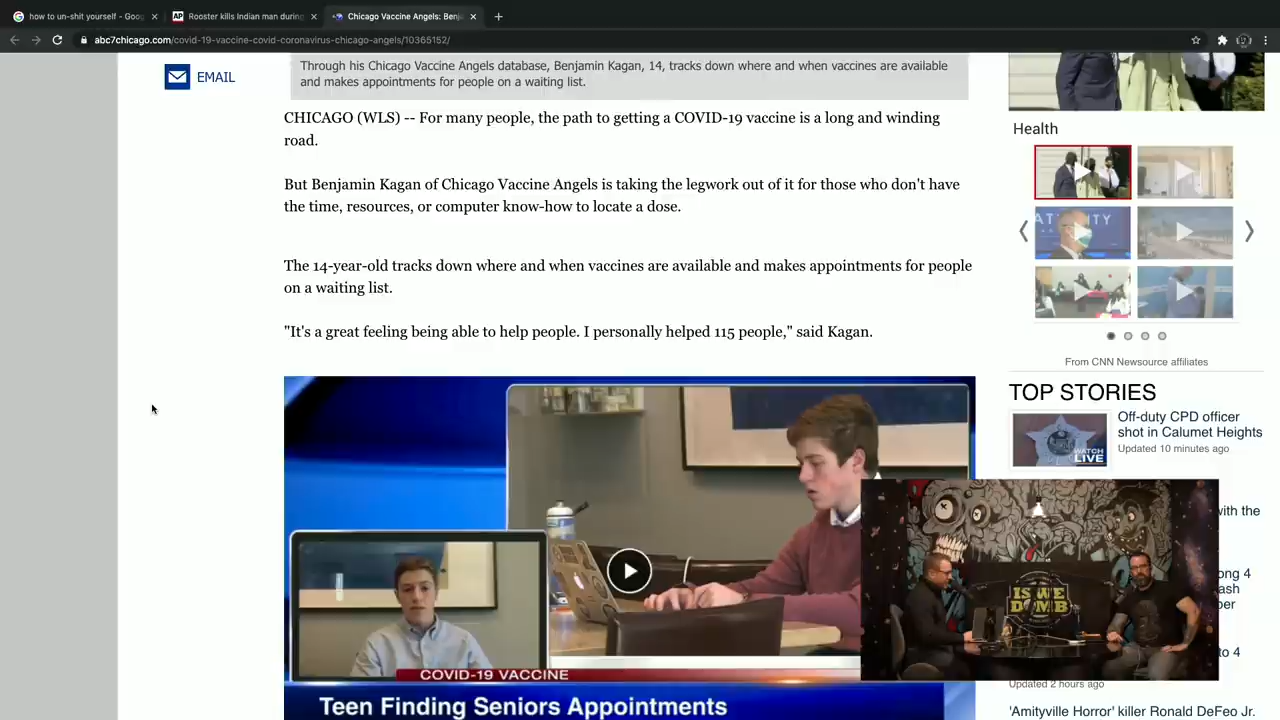 how to un-shit yourself - Goog
Rooster kills Indian man during
Chicago Vaccine Angels: Benj
abc7chicago.com/covid-19-vaccine-covid-coronavirus-chicago-angels/10365152/
EMAIL
Through his Chicago Vaccine Angels database, Benjamin Kagan, 14, tracks down where and when vaccines are available
and makes appointments for people on a waiting list.
CHICAGO (WLS) -- For many people, the path to getting a COVID-19 vaccine is a long and winding
road.
But Benjamin Kagan of Chicago Vaccine Angels is taking the legwork out of it for those who don't have
the time, resources, or computer know-how to locate a dose.
The 14-year-old tracks down where and when vaccines are available and makes appointments for people
on a waiting list.
"It's a great feeling being able to help people. I personally helped 115 people," said Kagan.
COVID-19 VACCINE
Teen Finding Seniors Appointments
Health
From CNN Newsource affiliates
TOP STORIES
Off-duty CPD officer
shot in Calumet Heights
Updated 10 minutes ago
WATCH
LIVE
with the
ong 4
ash
per
to 4
Updated 2 hours ago
'Amityville Horror' killer Ronald DeFeo Jr.
IS WE
DUMB